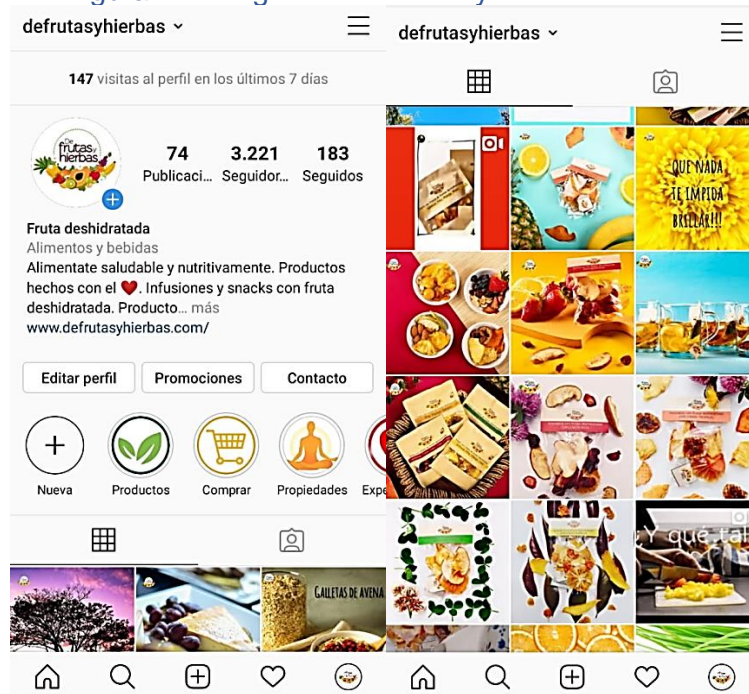 defrutasyhierbas
147 visitas al perfil en los últimos 7 días
De
frutas y
hierbas
74 3.221 183
Publicaci... Seguidor... Seguidos
Fruta deshidratada
Alimentos y bebidas
Alimentate saludable y nutritivamente. Productos
hechos con el ❤. Infusiones y snacks con fruta
deshidratada. Producto... más
www.defrutasyhierbas.com/
Editar perfil Promociones Contacto
Nueva Productos Comprar Propiedades Expe
GALLETAS DE AVENA
defrutasyhierbas
QUE NADA
TE IMPIDA
BRILLAR!!!
Y qué tal